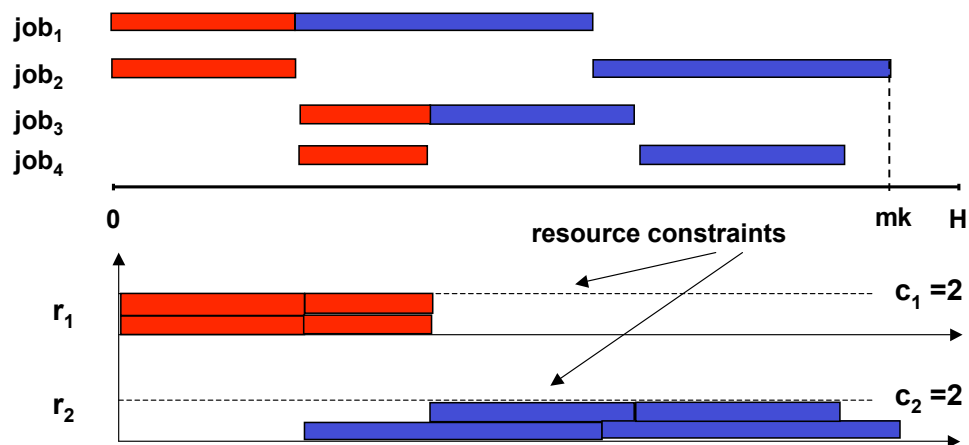 job₁
job₂
job₃
job₄
0 mk H
resource constraints
r₁ c₁ =2
r₂ c₂ =2